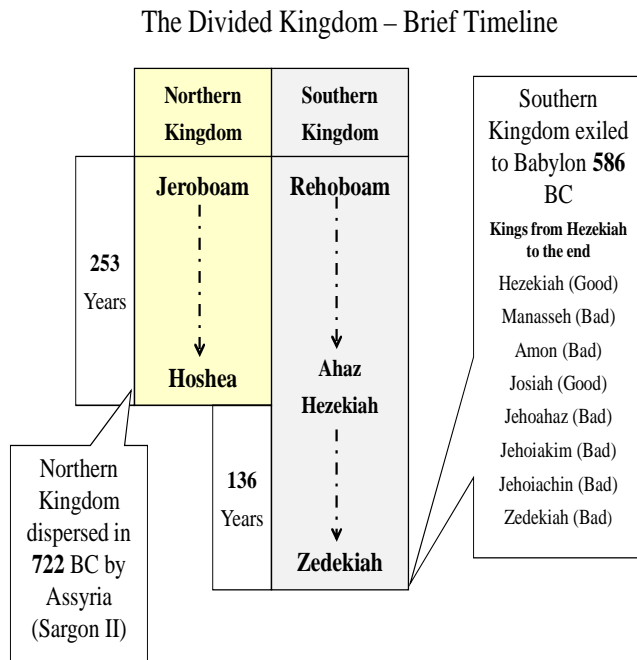 The Divided Kingdom – Brief Timeline
Northern
Kingdom
Southern
Kingdom
Jeroboam
Rehoboam
253
Years
Hoshea
Ahaz
Hezekiah
136
Years
Zedekiah
Northern
Kingdom
dispersed in
722 BC by
Assyria
(Sargon II)
Southern
Kingdom exiled
to Babylon 586
BC
Kings from Hezekiah
to the end
Hezekiah (Good)
Manasseh (Bad)
Amon (Bad)
Josiah (Good)
Jehoahaz (Bad)
Jehoiakim (Bad)
Jehoiachin (Bad)
Zedekiah (Bad)